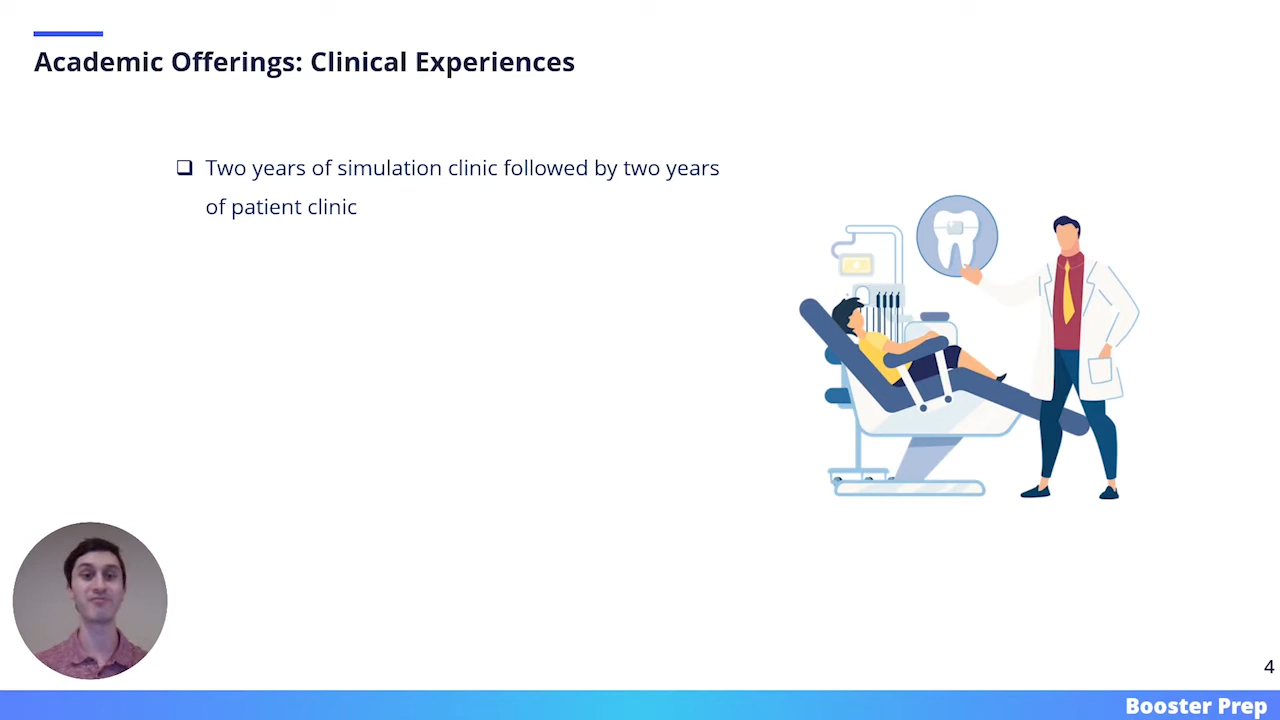 Academic Offerings: Clinical Experiences
❑ Two years of simulation clinic followed by two years
of patient clinic
4
Booster Prep